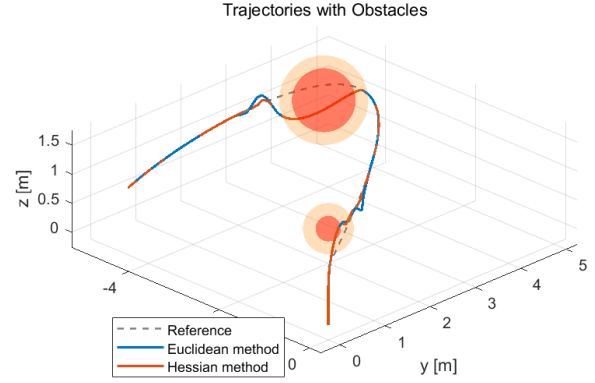 Trajectories with Obstacles
1.5
1
0.5
0
z [m]
-4
0
0
1
2
3
4
5
y [m]
Reference
Euclidean method
Hessian method